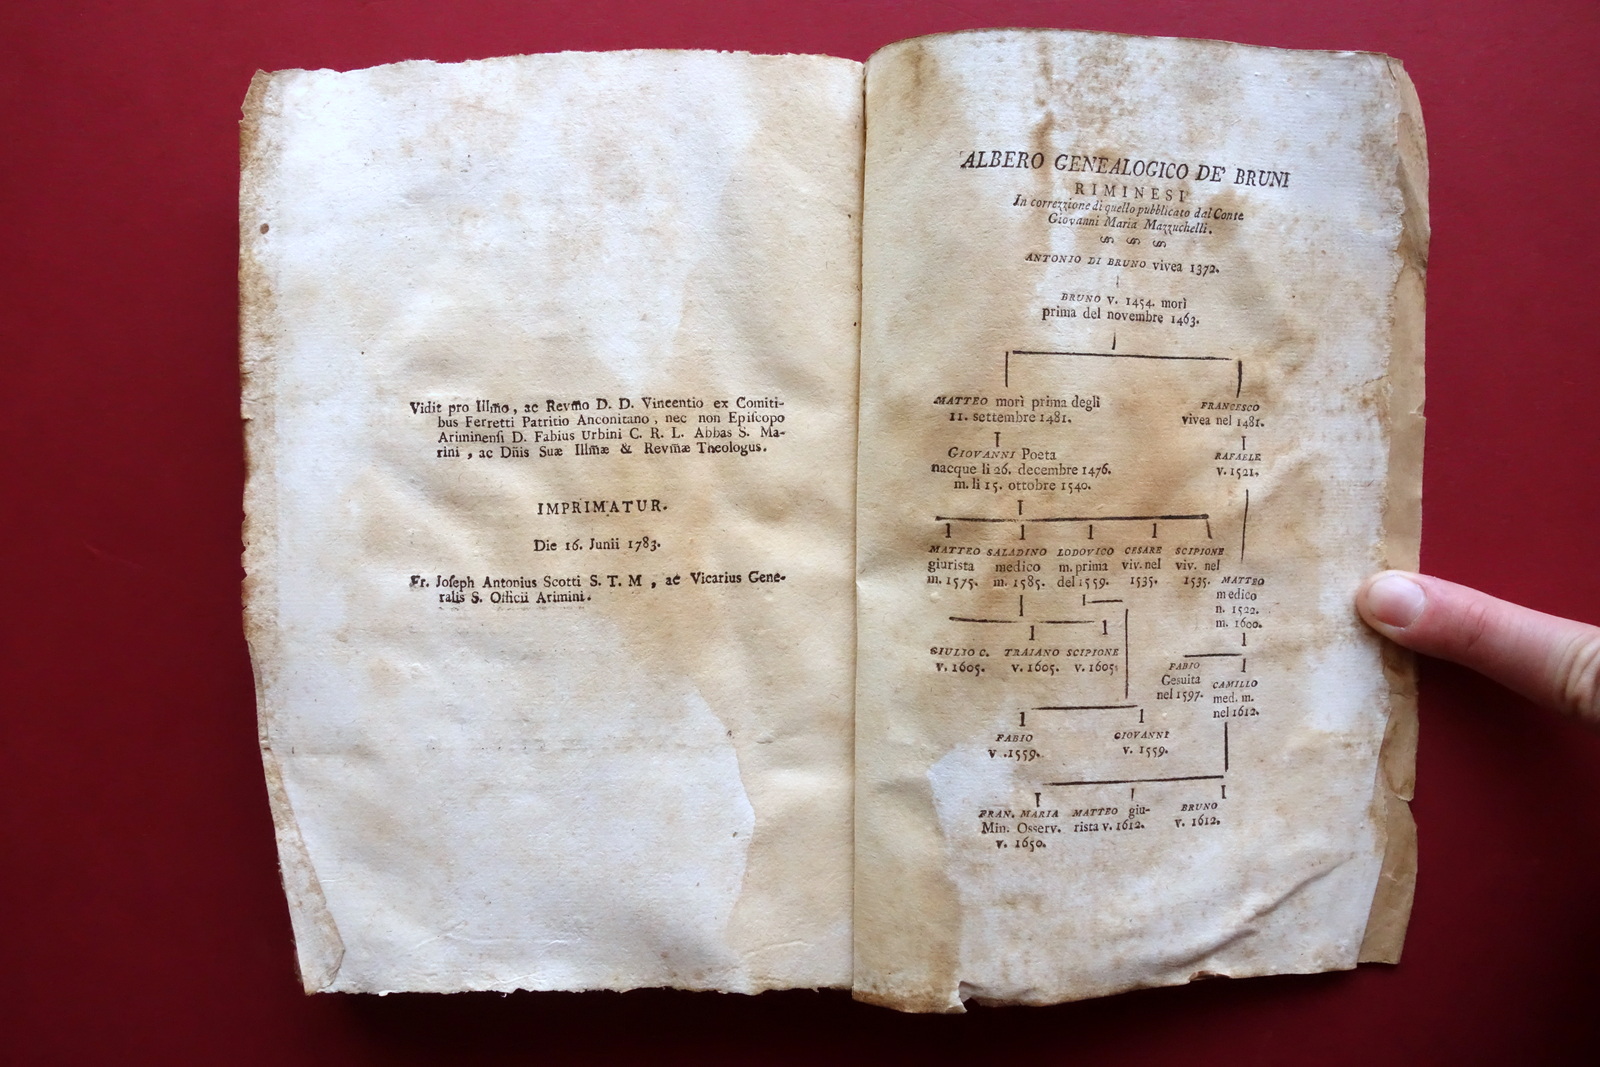 Vidit pro Illm̃o, ac Revm̃o D. D. Vincentio ex Comiti-
bus Ferretti Patritio Anconitano, nec non Epiſcopo
Ariminenſi D. Fabius Urbini C. R. L. Abbas S. Ma-
rini, ac Dñis Suæ Illm̃æ & Revm̃æ Theologus.
IMPRIMATUR.
Die 16. Junii 1783.
Fr. Joſeph Antonius Scotti S. T. M, ac Vicarius Gene-
ralis S. Officii Arimini.
ALBERO GENEALOGICO DE' BRUNI
RIMINESI
In correzzione di quello pubblicato dal Conte
Giovanni Maria Mazzuchelli.
ANTONIO DI BRUNO vivea 1372.
BRUNO v. 1454. morì
prima del novembre 1463.
MATTEO morì prima degli
11. settembre 1481.
FRANCESCO
vivea nel 1481.
GIOVANNI Poeta
nacque li 26. decembre 1476.
m. li 15. ottobre 1540.
RAFAELE
v. 1521.
MATTEO SALADINO LODOVICO CESARE SCIPIONE
giurista medico m. prima viv. nel viv. nel
m. 1575. m. 1585. del 1559. 1535. 1535.
MATTEO
medico
n. 1522.
m. 1600.
GIULIO C. TRAIANO SCIPIONE
v. 1605. v. 1605. v. 1605.
FABIO
Gesuita
nel 1597.
CAMILLO
med. m.
nel 1612.
FABIO GIOVANNI
v .1559. v. 1559.
FRAN. MARIA MATTEO giu- BRUNO
Min. Osserv. rista v. 1612. v. 1612.
v. 1650.